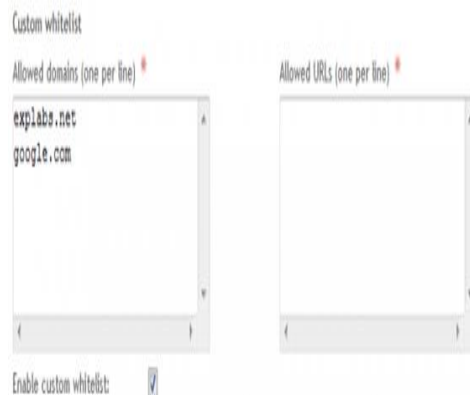 Custom whitelist
Allowed domains (one per line) *
Allowed URLs (one per line) *
explabs.net
google.com
Enable custom whitelist: